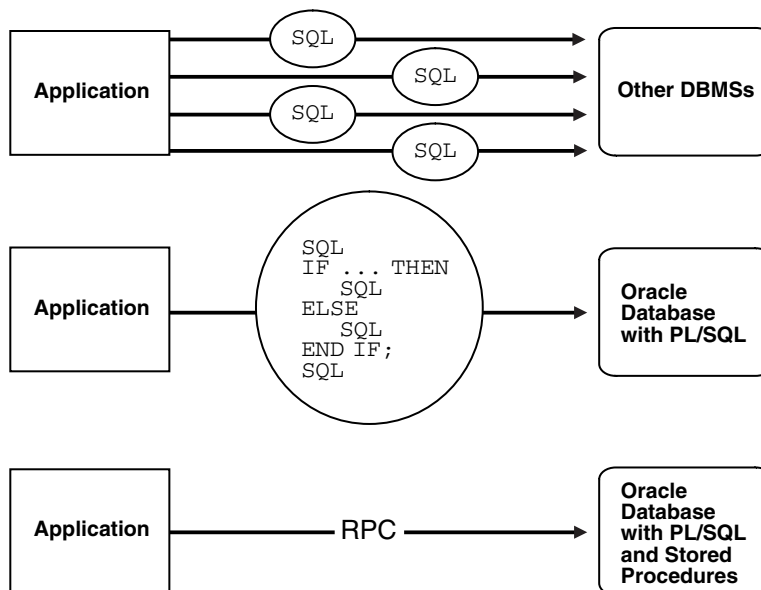 SQL
Application
SQL
Other DBMSs
SQL
SQL
Application
SQL
IF ... THEN
SQL
ELSE
SQL
END IF;
SQL
Oracle
Database
with PL/SQL
Application
RPC
Oracle
Database
with PL/SQL
and Stored
Procedures